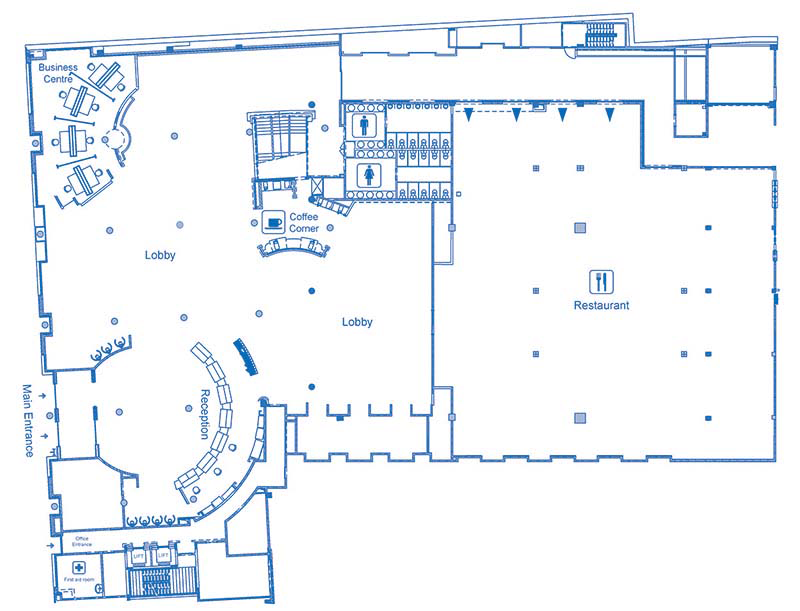 Business
Centre
Coffee
Corner
Lobby
Restaurant
Lobby
Main Entrance
Reception
Office
Entrance
LIFT
LIFT
First aid room